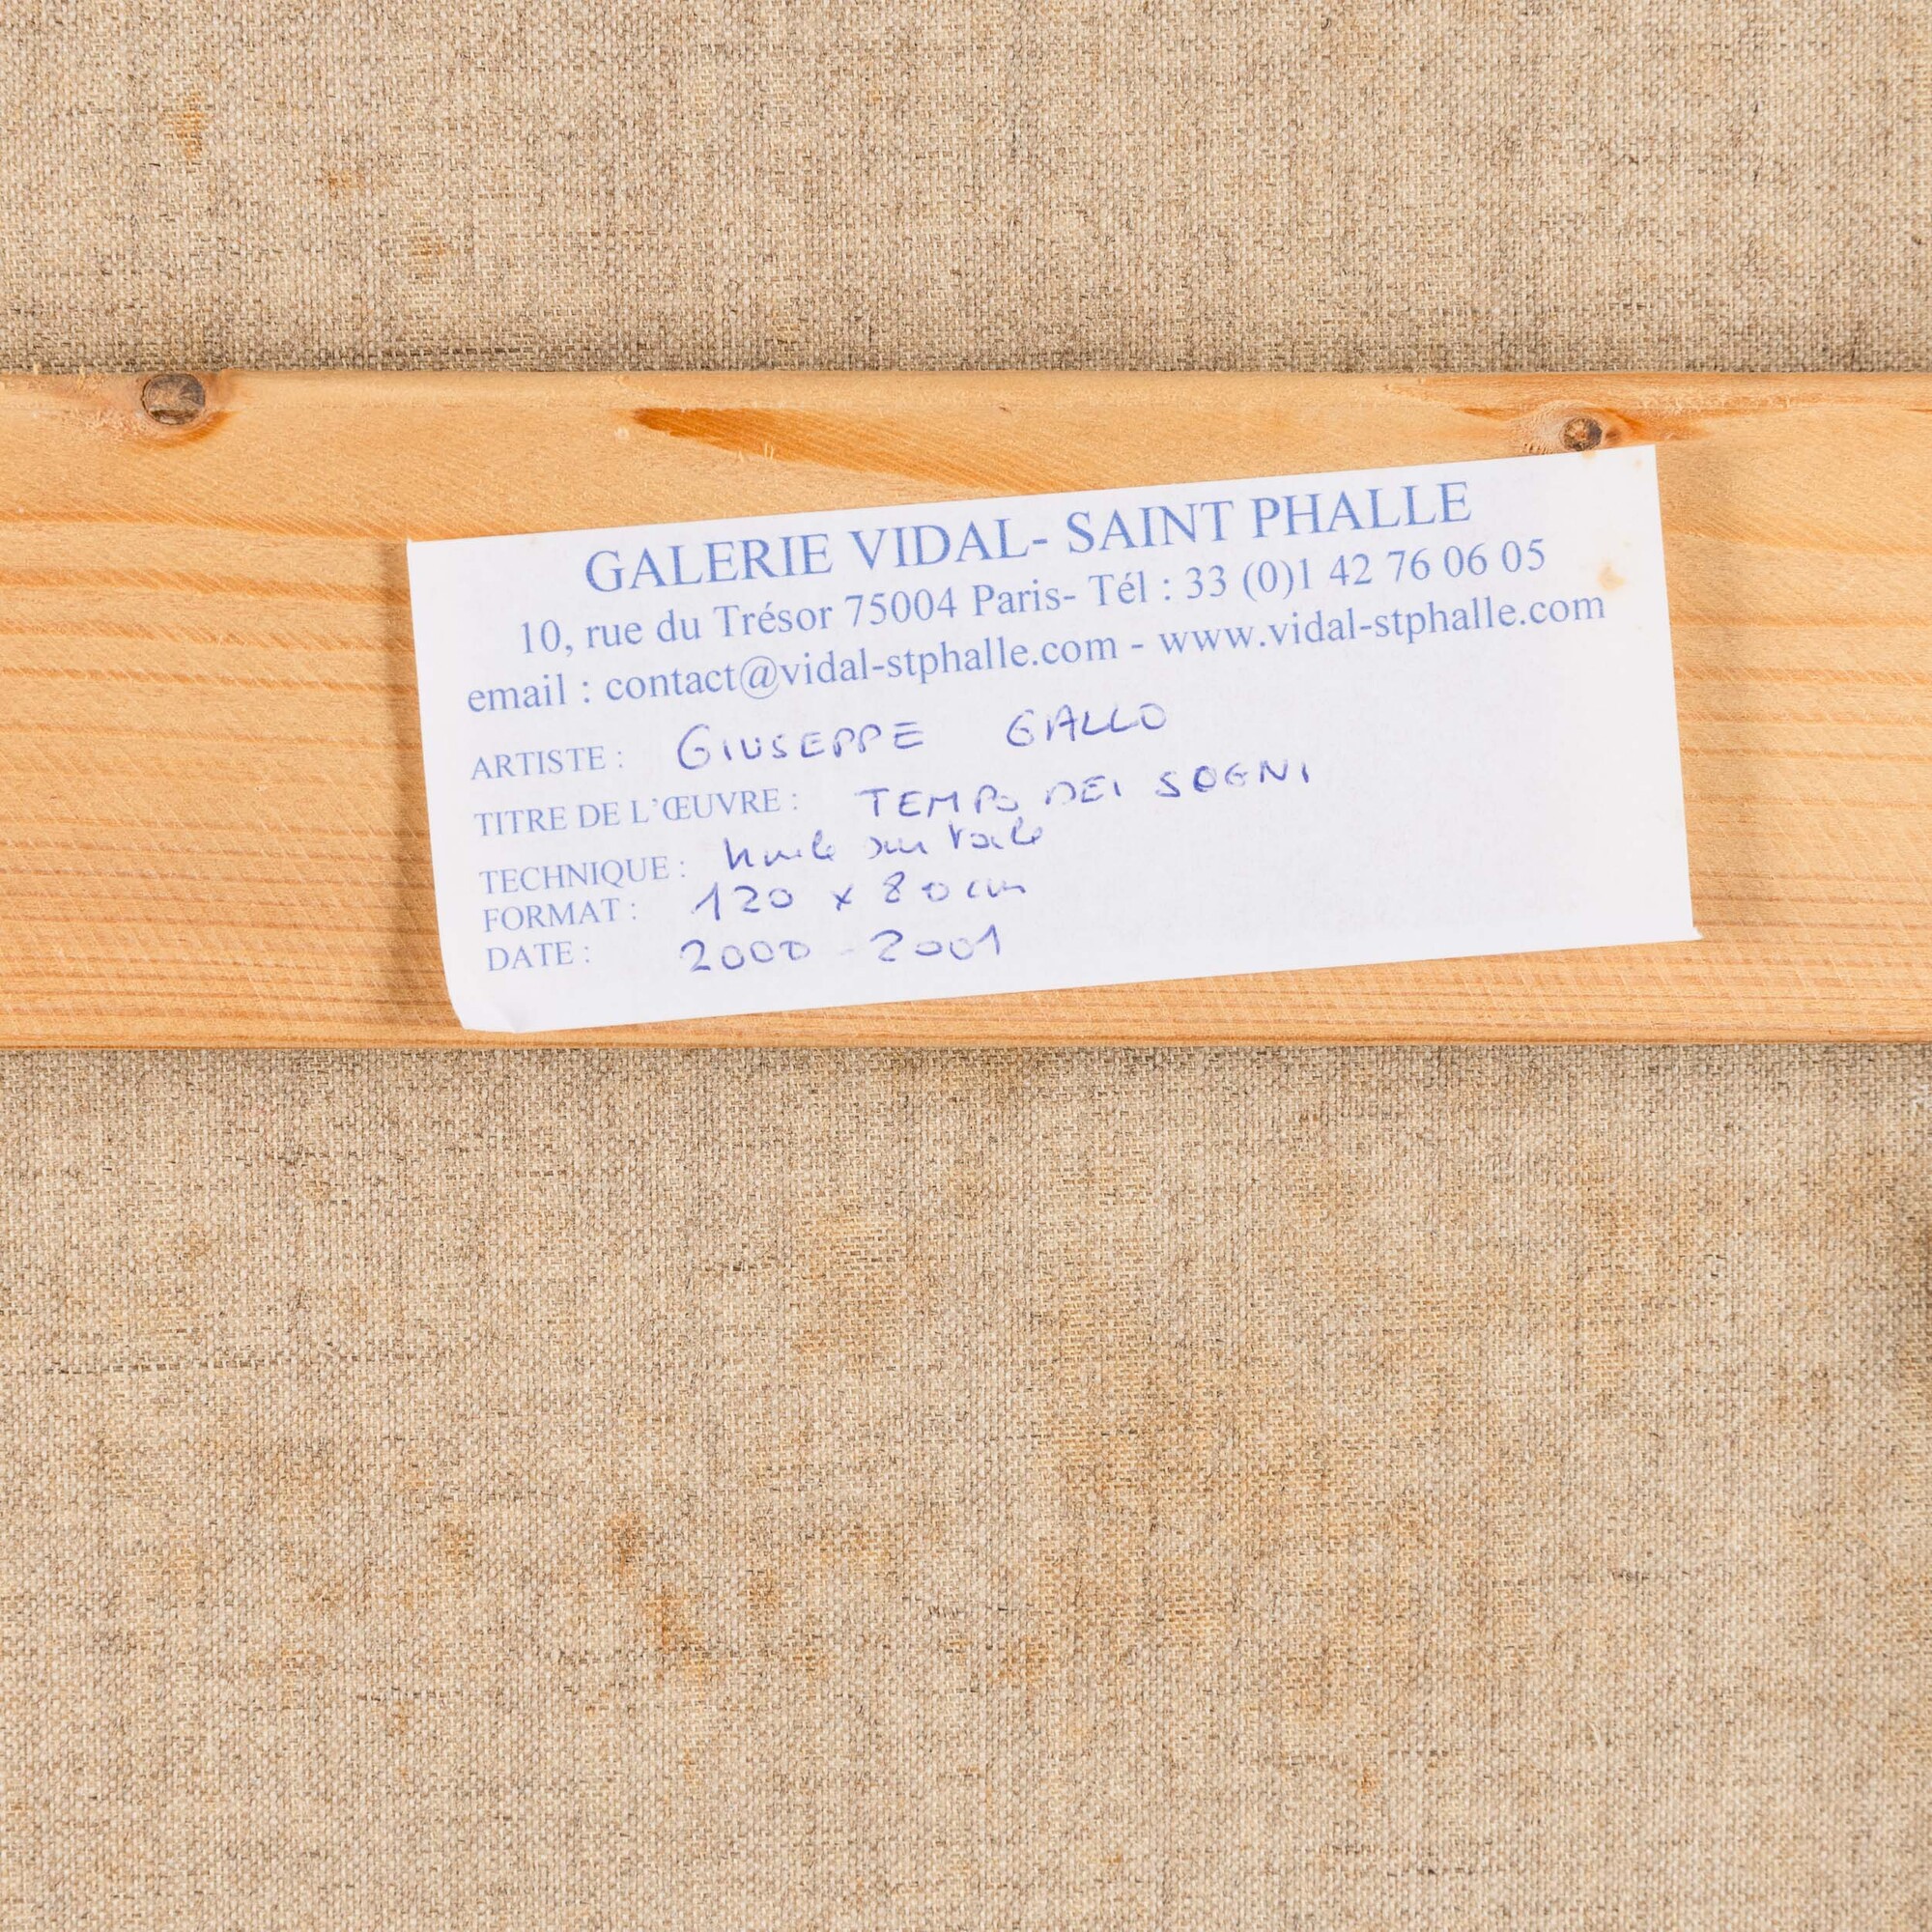 GALERIE VIDAL- SAINT PHALLE
10, rue du Trésor 75004 Paris- Tél : 33 (0)1 42 76 06 05
email : contact@vidal-stphalle.com - www.vidal-stphalle.com
ARTISTE : GIUSEPPE GALLO
TITRE DE L'ŒUVRE : TEMPO DEI SOGNI
TECHNIQUE : huile sur toile
FORMAT : 120 x 80 cm
DATE : 2000 - 2001